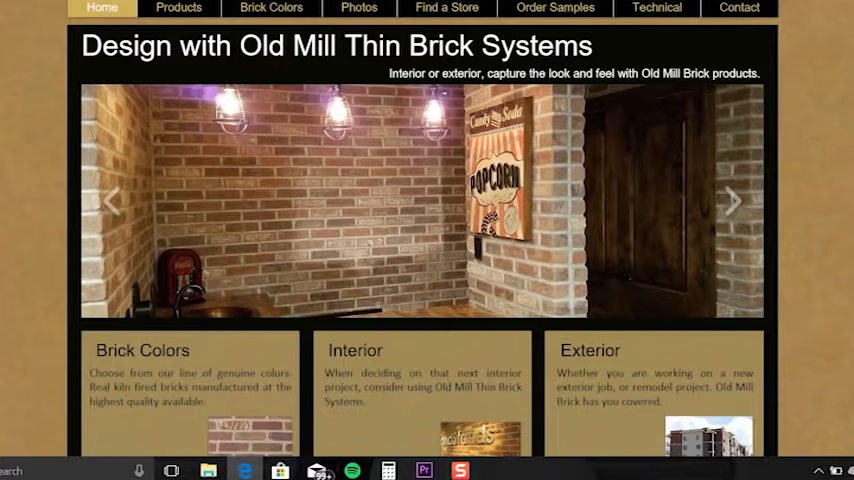 Home Products Brick Colors Photos Find a Store Order Samples Technical Contact
Design with Old Mill Thin Brick Systems
Interior or exterior, capture the look and feel with Old Mill Brick products.
Candy Soda
POPCORN
Brick Colors
Choose from our line of genuine colors.
Real kiln fired bricks manufactured at the
highest quality available.
Interior
When deciding on that next interior
project, consider using Old Mill Thin Brick
Systems.
Exterior
Whether you are working on a new
exterior job, or remodel project. Old Mill
Brick has you covered.
earch
99+
Pr
S